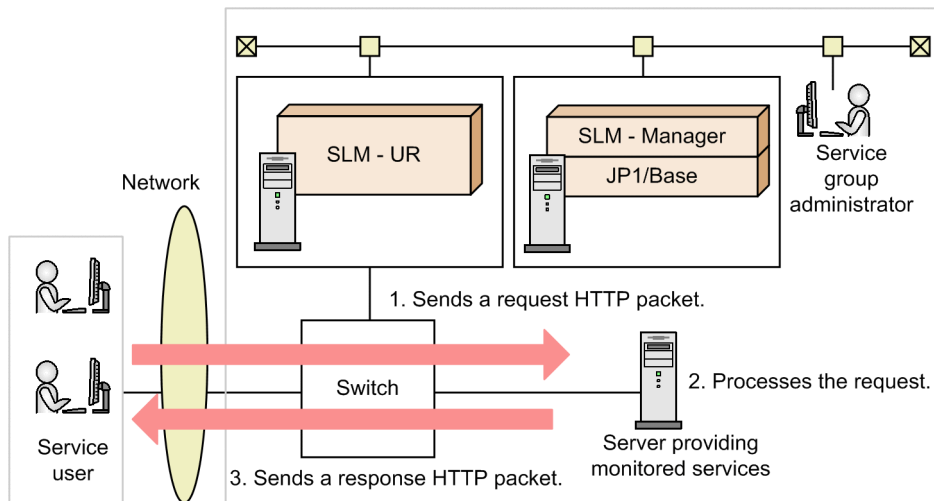 SLM - UR
SLM - Manager
JP1/Base
Service
group
administrator
Network
1. Sends a request HTTP packet.
Switch
2. Processes the request.
Service
user
Server providing
monitored services
3. Sends a response HTTP packet.